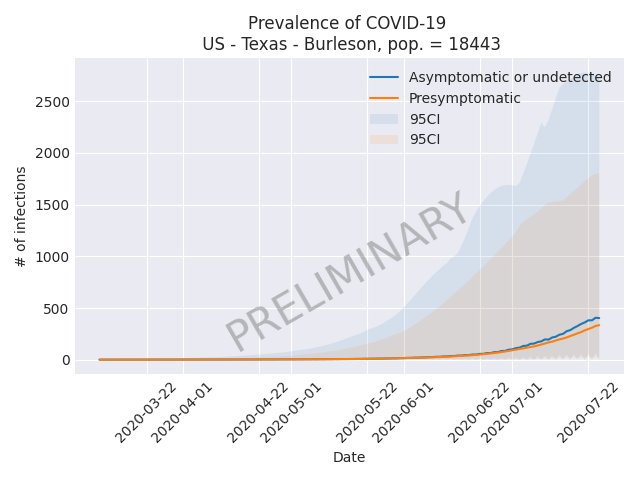 Prevalence of COVID-19
US - Texas - Burleson, pop. = 18443
Asymptomatic or undetected
Presymptomatic
95CI
95CI
# of infections
2500
2000
1500
1000
500
0
PRELIMINARY
2020-03-22
2020-04-01
2020-04-22
2020-05-01
2020-05-22
2020-06-01
2020-06-22
2020-07-01
2020-07-22
Date